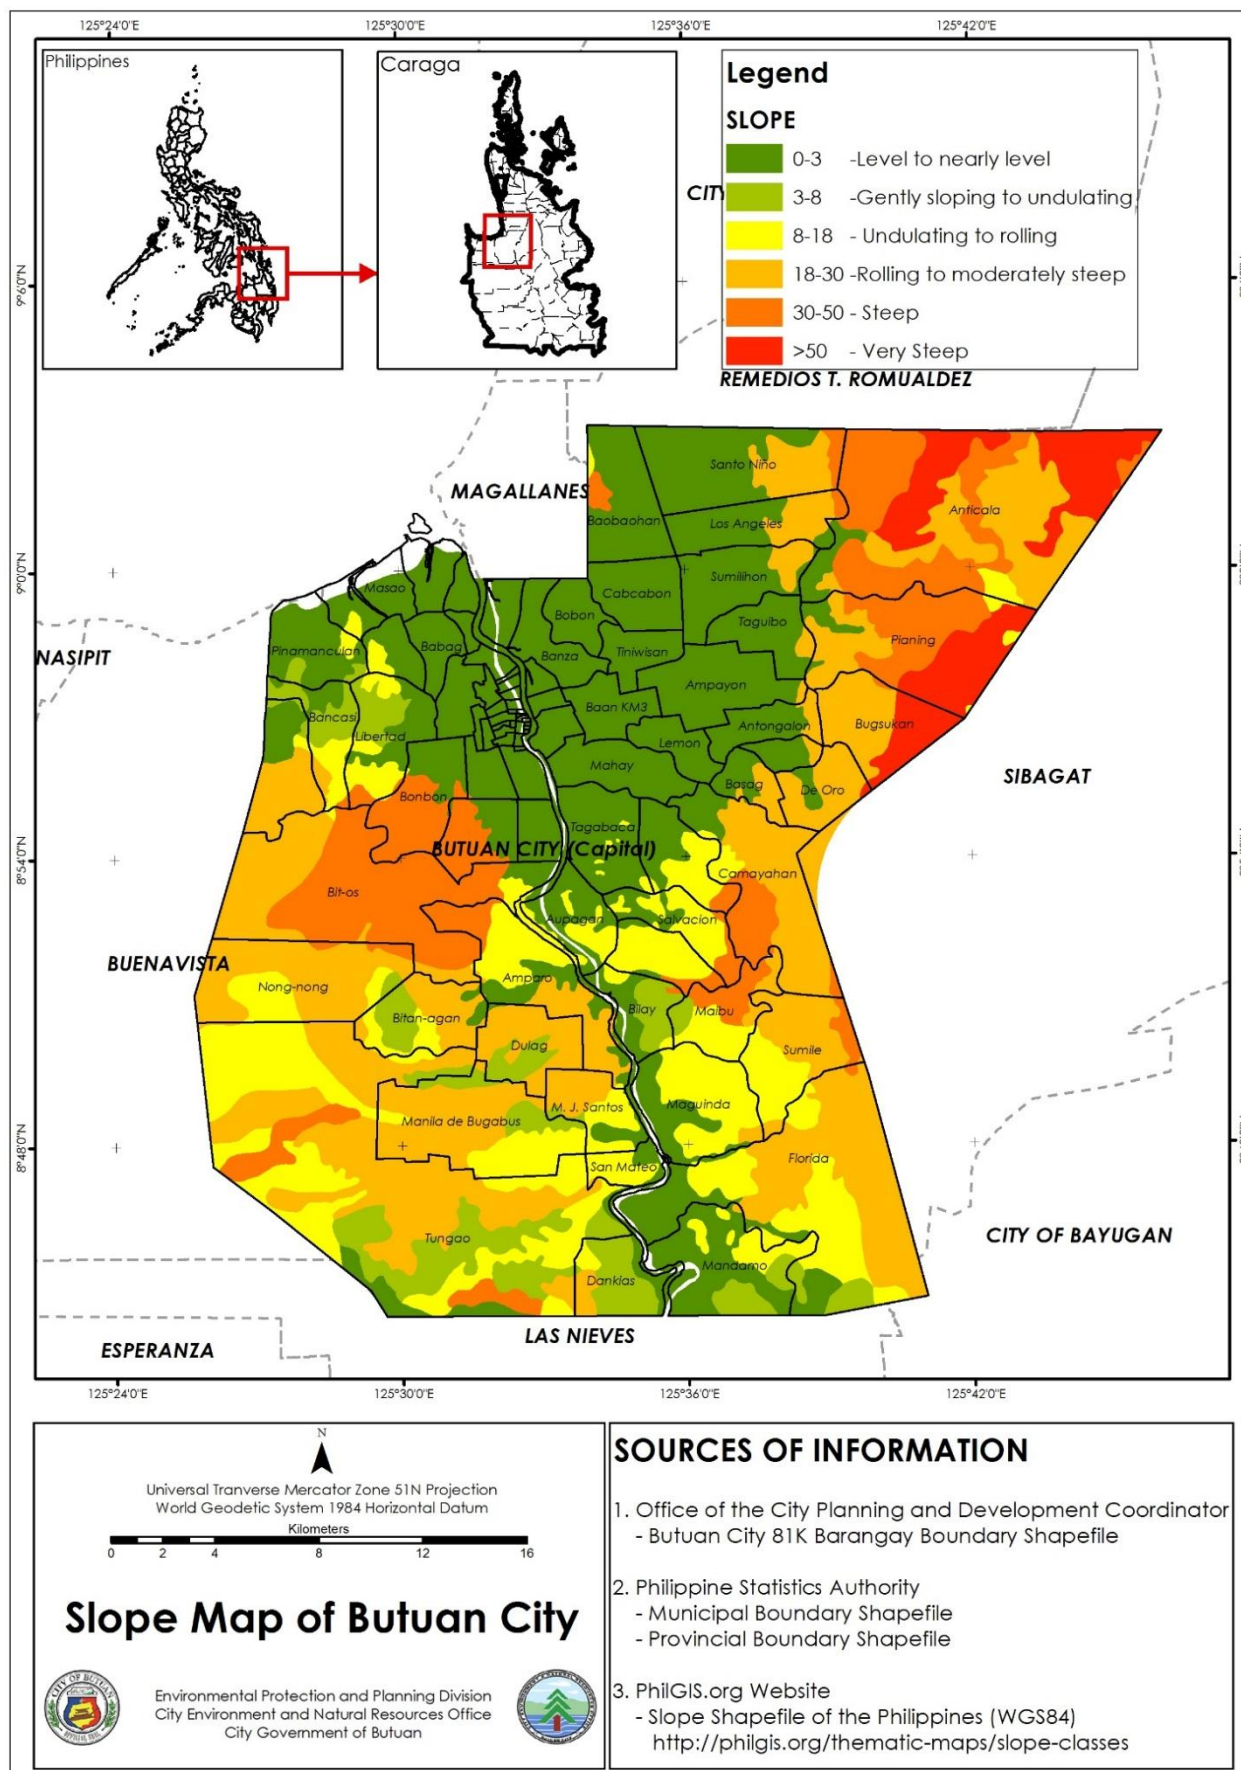 125°24'0"E
125°30'0"E
125°36'0"E
125°42'0"E
Philippines
Caraga
Legend
SLOPE
0-3 -Level to nearly level
3-8 -Gently sloping to undulating
CITY
8-18 - Undulating to rolling
18-30 -Rolling to moderately steep
9°6'0"N
30-50 - Steep
>50 - Very Steep
REMEDIOS T. ROMUALDEZ
Santo Niño
MAGALLANES
Anticala
Baobaohan
Los Angeles
9°0'0"N
Sumilihon
Masao
Cabcabon
Bobon
Taguibo
Pianing
Babag
Pinamanculan
Banza
Tiniwisan
NASIPIT
Ampayon
Baan KM3
Bancasi
Antongalon
Bugsukan
Libertad
Lemon
Mahay
SIBAGAT
Basag
De Oro
Bonbon
Tagabaca
BUTUAN CITY (Capital)
8°54'0"N
Camayahan
Bit-os
Aupagan
Salvacion
BUENAVISTA
Amparo
Nong-nong
Bilay
Maibu
Bitan-agan
Dulag
Sumile
Maguinda
M. J. Santos
Manila de Bugabus
8°48'0"N
Florida
San Mateo
Tungao
CITY OF BAYUGAN
Mandamo
Dankias
LAS NIEVES
ESPERANZA
125°24'0"E
125°30'0"E
125°36'0"E
125°42'0"E
N
Universal Tranverse Mercator Zone 51N Projection
World Geodetic System 1984 Horizontal Datum
Kilometers
0 2 4 8 12 16
Slope Map of Butuan City
CITY OF BUTUAN
OFFICIAL SEAL
Environmental Protection and Planning Division
City Environment and Natural Resources Office
City Government of Butuan
SOURCES OF INFORMATION
1. Office of the City Planning and Development Coordinator
- Butuan City 81K Barangay Boundary Shapefile
2. Philippine Statistics Authority
- Municipal Boundary Shapefile
- Provincial Boundary Shapefile
3. PhilGIS.org Website
- Slope Shapefile of the Philippines (WGS84)
http://philgis.org/thematic-maps/slope-classes